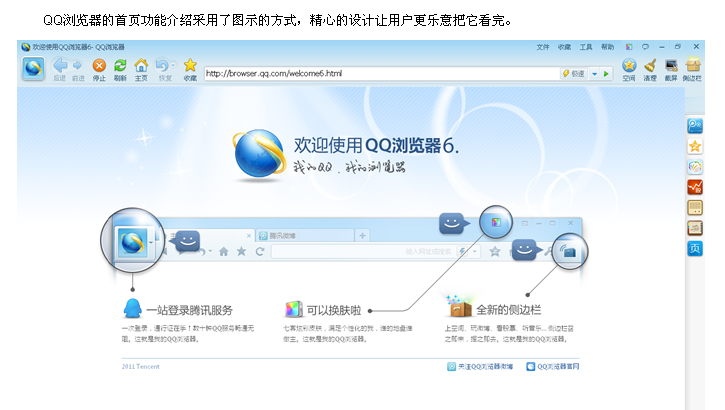 QQ浏览器的首页功能介绍采用了图示的方式，精心的设计让用户更乐意把它看完。
欢迎使用QQ浏览器6- QQ浏览器
文件 收藏 工具 帮助
后退 前进 停止 刷新 主页 恢复 收藏
http://browser.qq.com/welcome6.html
极速
空间 清理 截屏 侧边栏
欢迎使用QQ浏览器6.
我的QQ，我的浏览器
腾讯微博
输入网址或搜索
一站登录腾讯服务
可以换肤啦
全新的侧边栏
一次登录，通行证在手！数十种QQ服务畅通无
阻。这就是我的QQ浏览器。
七套炫彩皮肤，满足个性化的我，谁的地盘谁
做主。这就是我的QQ浏览器。
上空间、玩微博、看股票、听音乐... 侧边栏召
之即来，挥之即去。这就是我的QQ浏览器。
2011 Tencent
关注QQ浏览器微博
QQ浏览器官网
页